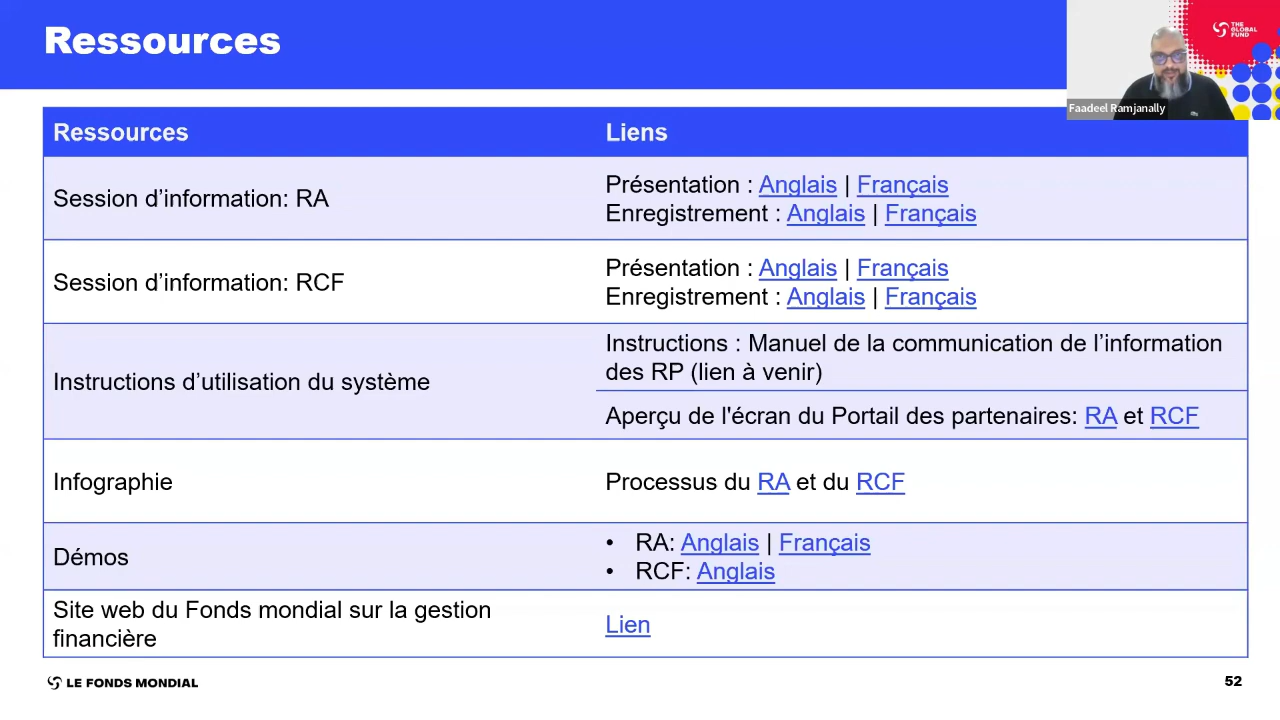 Ressources
THE
GLOBAL
FUND
Faadeel Ramjanally
Ressources
Liens
Session d’information: RA
Présentation : Anglais | Français
Enregistrement : Anglais | Français
Session d’information: RCF
Présentation : Anglais | Français
Enregistrement : Anglais | Français
Instructions d’utilisation du système
Instructions : Manuel de la communication de l’information
des RP (lien à venir)
Aperçu de l'écran du Portail des partenaires: RA et RCF
Infographie
Processus du RA et du RCF
Démos
• RA: Anglais | Français
• RCF: Anglais
Site web du Fonds mondial sur la gestion
financière
Lien
LE FONDS MONDIAL
52